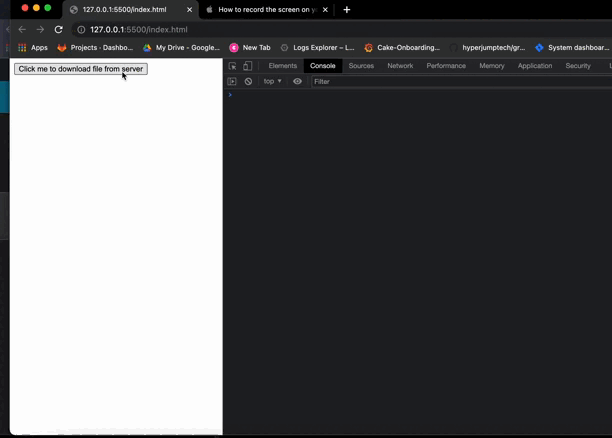 127.0.0.1:5500/index.html
How to record the screen on
127.0.0.1:5500/index.html
Apps Projects - Dashbo... My Drive - Google... New Tab Logs Explorer – L... Cake-Onboarding... hyperjumptech/gr... System dashboar...
Click me to download file from server
Elements Console Sources Network Performance Memory Application Security
top Filter